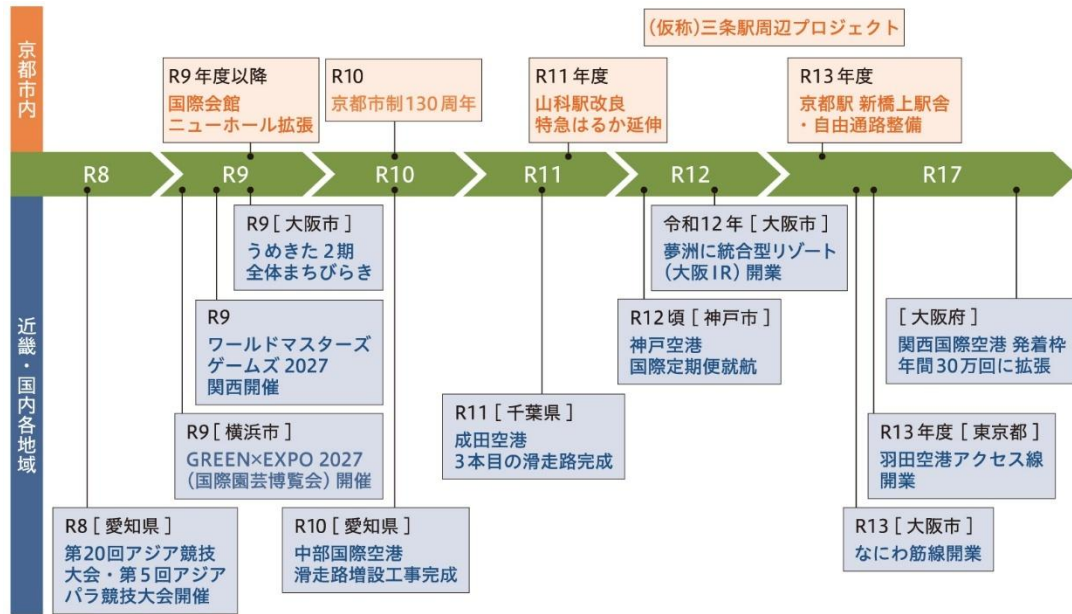 京都市内
(仮称)三条駅周辺プロジェクト
R9年度以降
国際会館
ニューホール拡張
R10
京都市制130周年
R11年度
山科駅改良
特急はるか延伸
R13年度
京都駅 新橋上駅舎
・自由通路整備
R8
R9
R10
R11
R12
R17
近畿・国内各地域
R9[大阪市]
うめきた2期
全体まちびらき
R9
ワールドマスターズ
ゲームズ2027
関西開催
R9[横浜市]
GREEN×EXPO 2027
(国際園芸博覧会)開催
R8[愛知県]
第20回アジア競技
大会・第5回アジア
パラ競技大会開催
R10[愛知県]
中部国際空港
滑走路増設工事完成
R11[千葉県]
成田空港
3本目の滑走路完成
令和12年[大阪市]
夢洲に統合型リゾート
(大阪IR)開業
R12頃[神戸市]
神戸空港
国際定期便就航
[大阪府]
関西国際空港 発着枠
年間30万回に拡張
R13年度[東京都]
羽田空港アクセス線
開業
R13[大阪市]
なにわ筋線開業